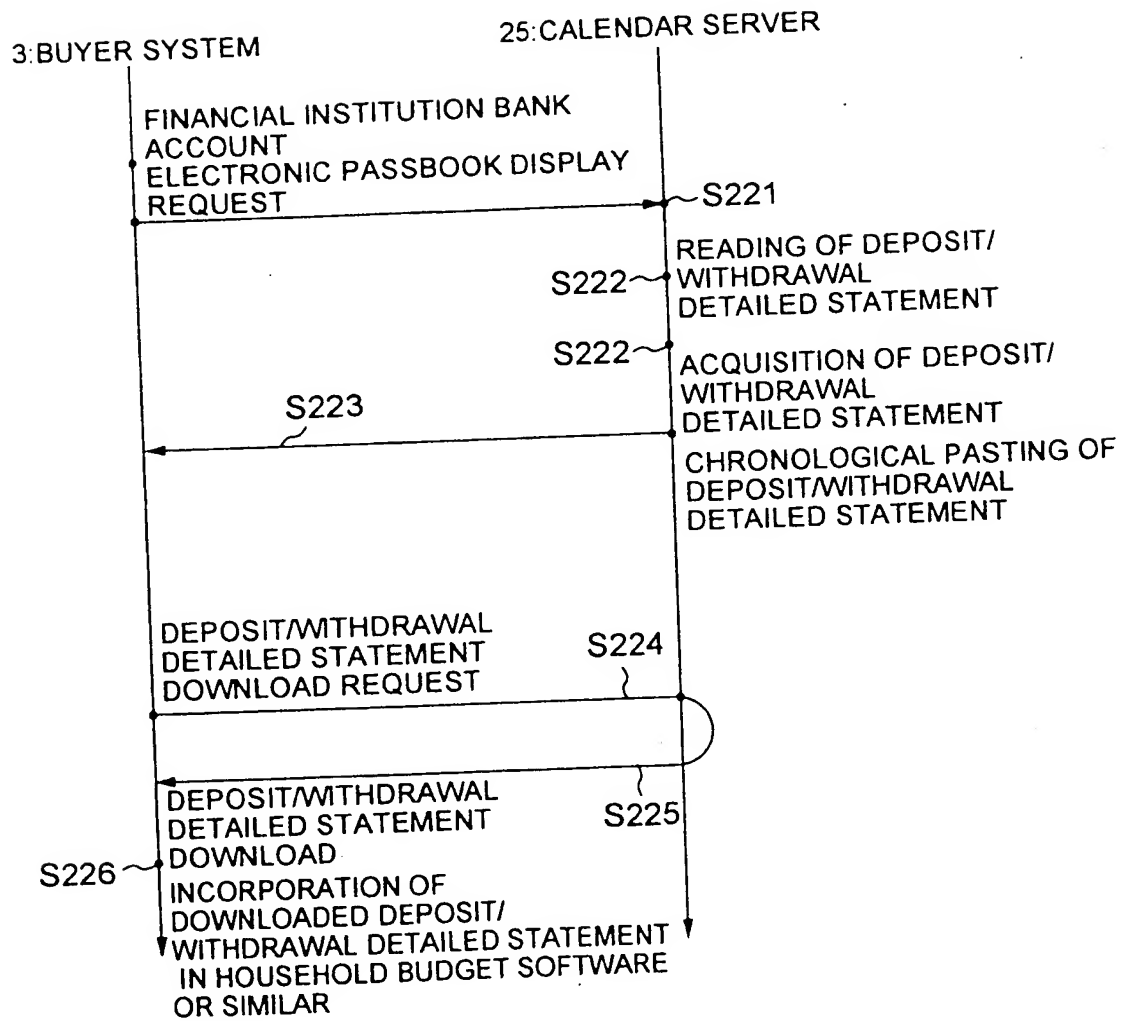 3:BUYER SYSTEM
25:CALENDAR SERVER
FINANCIAL INSTITUTION BANK
ACCOUNT
ELECTRONIC PASSBOOK DISPLAY
REQUEST
S221
READING OF DEPOSIT/
WITHDRAWAL
DETAILED STATEMENT
S222
S222
ACQUISITION OF DEPOSIT/
WITHDRAWAL
DETAILED STATEMENT
S223
CHRONOLOGICAL PASTING OF
DEPOSIT/WITHDRAWAL
DETAILED STATEMENT
DEPOSIT/WITHDRAWAL
DETAILED STATEMENT
DOWNLOAD REQUEST
S224
DEPOSIT/WITHDRAWAL
DETAILED STATEMENT
DOWNLOAD
S225
S226
INCORPORATION OF
DOWNLOADED DEPOSIT/
WITHDRAWAL DETAILED STATEMENT
IN HOUSEHOLD BUDGET SOFTWARE
OR SIMILAR